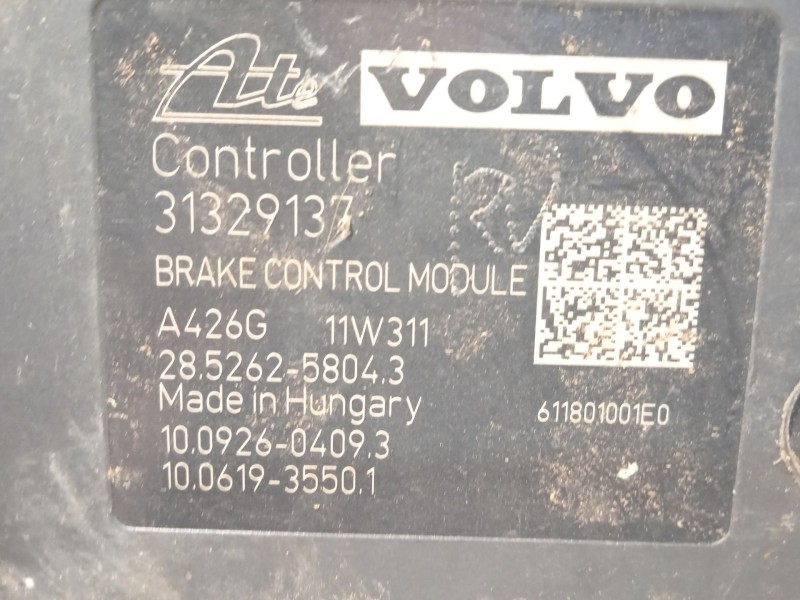 Ate VOLVO
Controller
31329137
BRAKE CONTROL MODULE
A426G 11W311
28.5262-5804.3
Made in Hungary
611801001E0
10.0926-0409.3
10.0619-3550.1